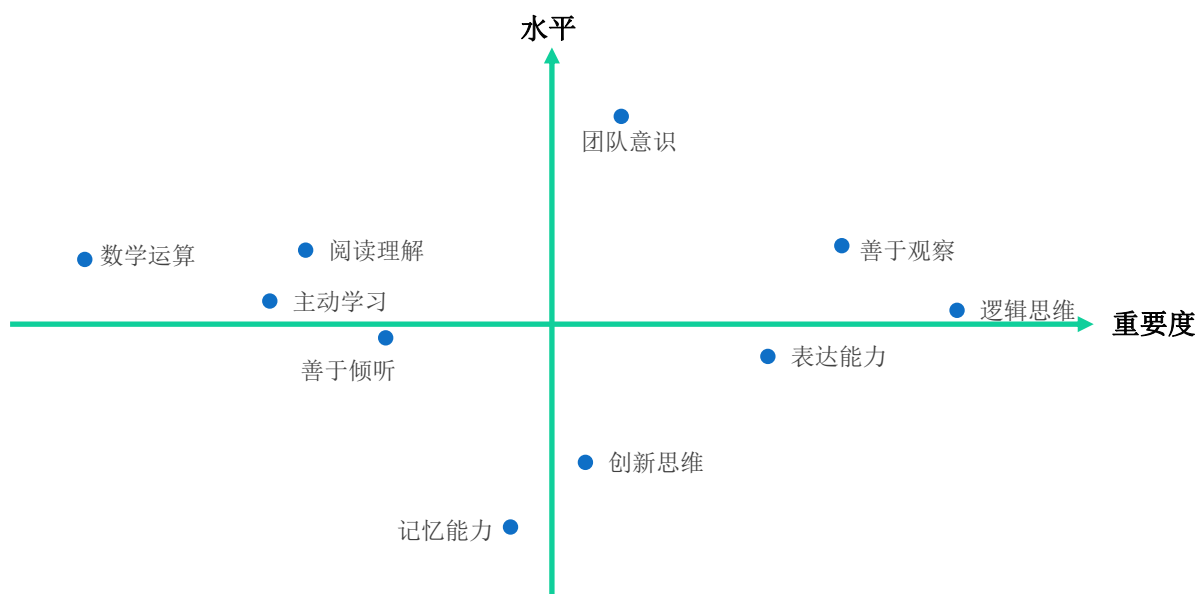 水平
团队意识
数学运算
阅读理解
善于观察
主动学习
逻辑思维
重要度
善于倾听
表达能力
创新思维
记忆能力